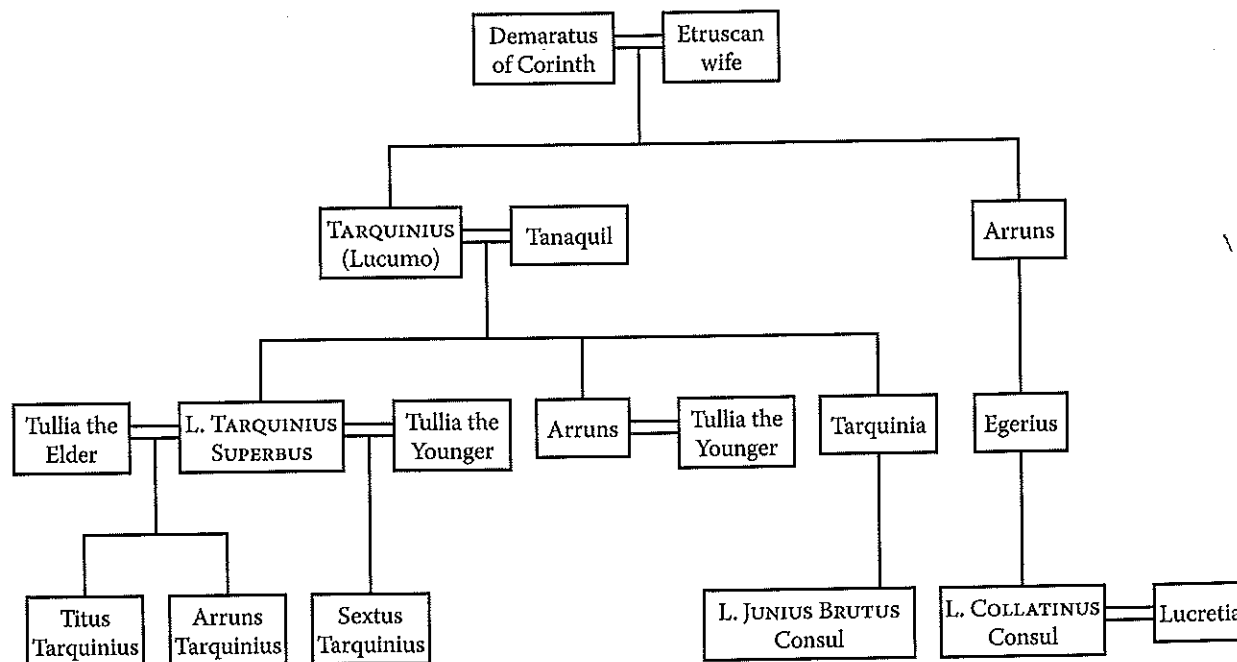 Demaratus
of Corinth
Etruscan
wife
TARQUINIUS
(Lucumo)
Tanaquil
Arruns
Tullia the
Elder
L. TARQUINIUS
SUPERBUS
Tullia the
Younger
Arruns
Tullia the
Younger
Tarquinia
Egerius
Titus
Tarquinius
Arruns
Tarquinius
Sextus
Tarquinius
L. JUNIUS BRUTUS
Consul
L. COLLATINUS
Consul
Lucretia